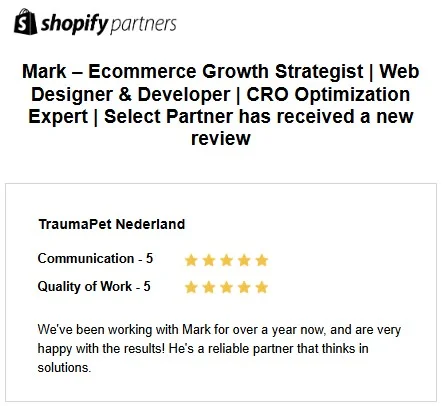 shopify partners
Mark – Ecommerce Growth Strategist | Web
Designer & Developer | CRO Optimization
Expert | Select Partner has received a new
review
TraumaPet Nederland
Communication - 5
Quality of Work - 5
We've been working with Mark for over a year now, and are very
happy with the results! He's a reliable partner that thinks in
solutions.